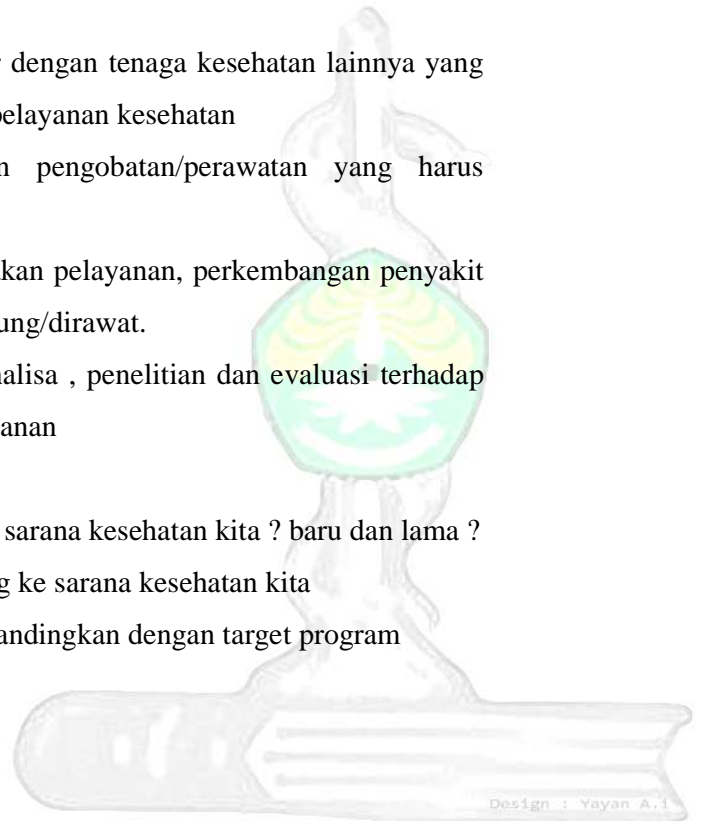 dengan tenaga kesehatan lainnya yang
pelayanan kesehatan
n pengobatan/perawatan yang harus
kan pelayanan, perkembangan penyakit
ung/dirawat.
alisa , penelitian dan evaluasi terhadap
anan
sarana kesehatan kita ? baru dan lama ?
g ke sarana kesehatan kita
andingkan dengan target program
Design : Yayan A.i